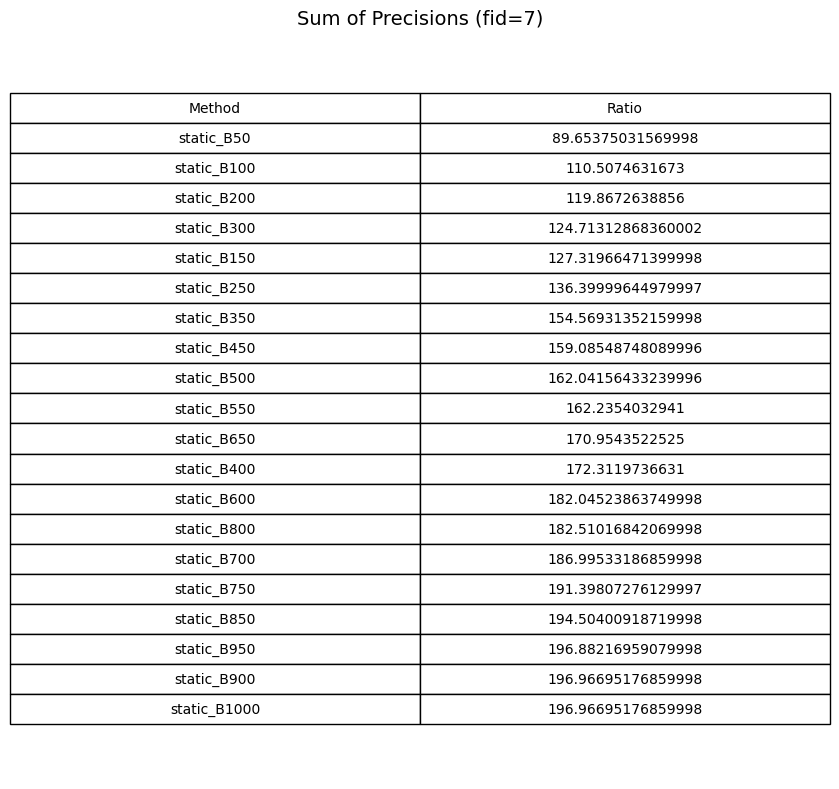 Sum of Precisions (fid=7)
Method Ratio
static_B50 89.65375031569998
static_B100 110.5074631673
static_B200 119.8672638856
static_B300 124.71312868360002
static_B150 127.31966471399998
static_B250 136.39999644979997
static_B350 154.56931352159998
static_B450 159.08548748089996
static_B500 162.04156433239996
static_B550 162.2354032941
static_B650 170.9543522525
static_B400 172.3119736631
static_B600 182.04523863749998
static_B800 182.51016842069998
static_B700 186.99533186859998
static_B750 191.39807276129997
static_B850 194.50400918719998
static_B950 196.88216959079998
static_B900 196.96695176859998
static_B1000 196.96695176859998